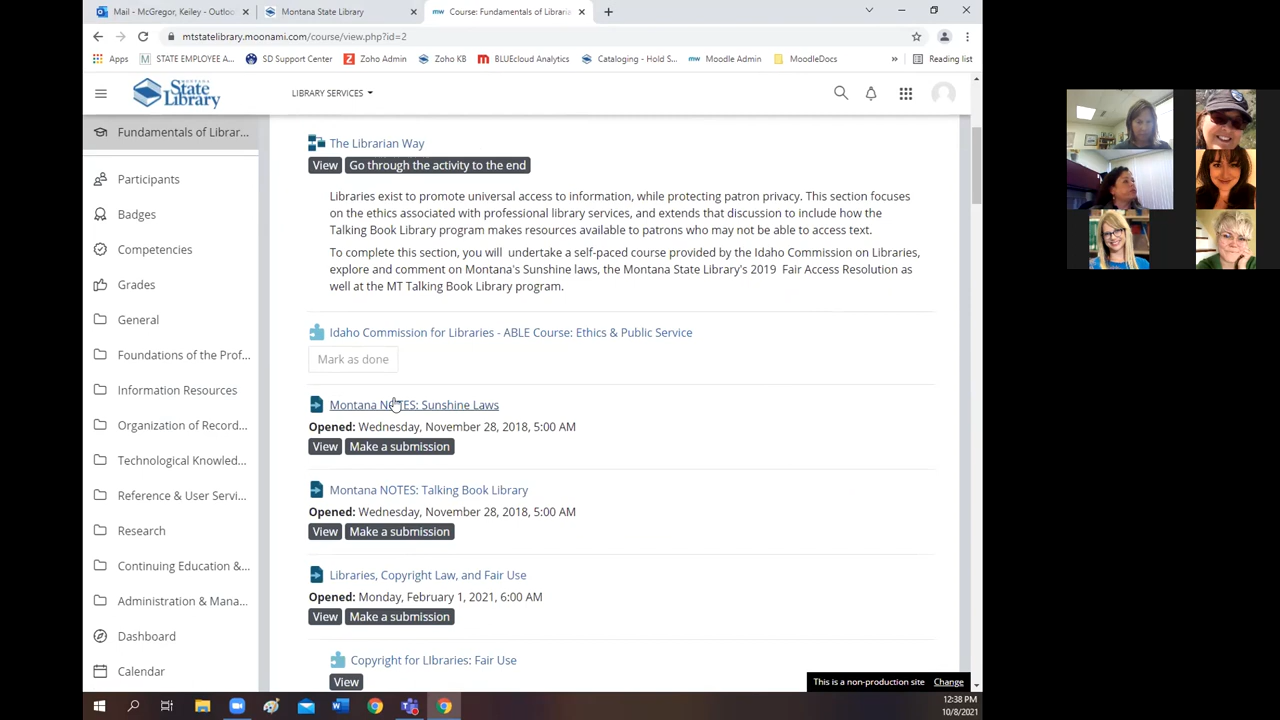 Mail - McGregor, Keiley - Outloo
Montana State Library
mw Course: Fundamentals of Libraria
mtstatelibrary.moonami.com/course/view.php?id=2
Apps
STATE EMPLOYEE A...
SD Support Center
Zoho Admin
Zoho KB
BLUEcloud Analytics
Cataloging - Hold S...
mw Moodle Admin
MoodleDocs
»
Reading list
State Library
LIBRARY SERVICES
Fundamentals of Librar...
Participants
Badges
Competencies
Grades
General
Foundations of the Prof...
Information Resources
Organization of Record...
Technological Knowled...
Reference & User Servi...
Research
Continuing Education &...
Administration & Mana...
Dashboard
Calendar
The Librarian Way
View Go through the activity to the end
Libraries exist to promote universal access to information, while protecting patron privacy. This section focuses
on the ethics associated with professional library services, and extends that discussion to include how the
Talking Book Library program makes resources available to patrons who may not be able to access text.
To complete this section, you will undertake a self-paced course provided by the Idaho Commission on Libraries,
explore and comment on Montana's Sunshine laws, the Montana State Library's 2019 Fair Access Resolution as
well at the MT Talking Book Library program.
Idaho Commission for Libraries - ABLE Course: Ethics & Public Service
Mark as done
Montana NOTES: Sunshine Laws
Opened: Wednesday, November 28, 2018, 5:00 AM
View Make a submission
Montana NOTES: Talking Book Library
Opened: Wednesday, November 28, 2018, 5:00 AM
View Make a submission
Libraries, Copyright Law, and Fair Use
Opened: Monday, February 1, 2021, 6:00 AM
View Make a submission
Copyright for LIbraries: Fair Use
View
This is a non-production site Change
12:38 PM
10/8/2021